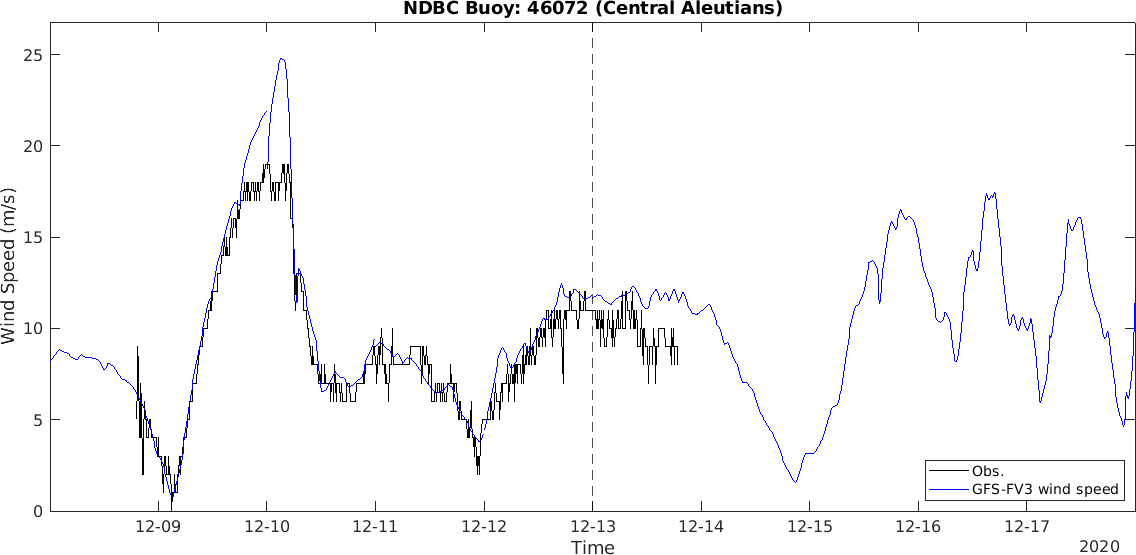 NDBC Buoy: 46072 (Central Aleutians)
Wind Speed (m/s)
25
20
15
10
5
0
Obs.
GFS-FV3 wind speed
12-09 12-10 12-11 12-12 12-13 12-14 12-15 12-16 12-17
Time
2020